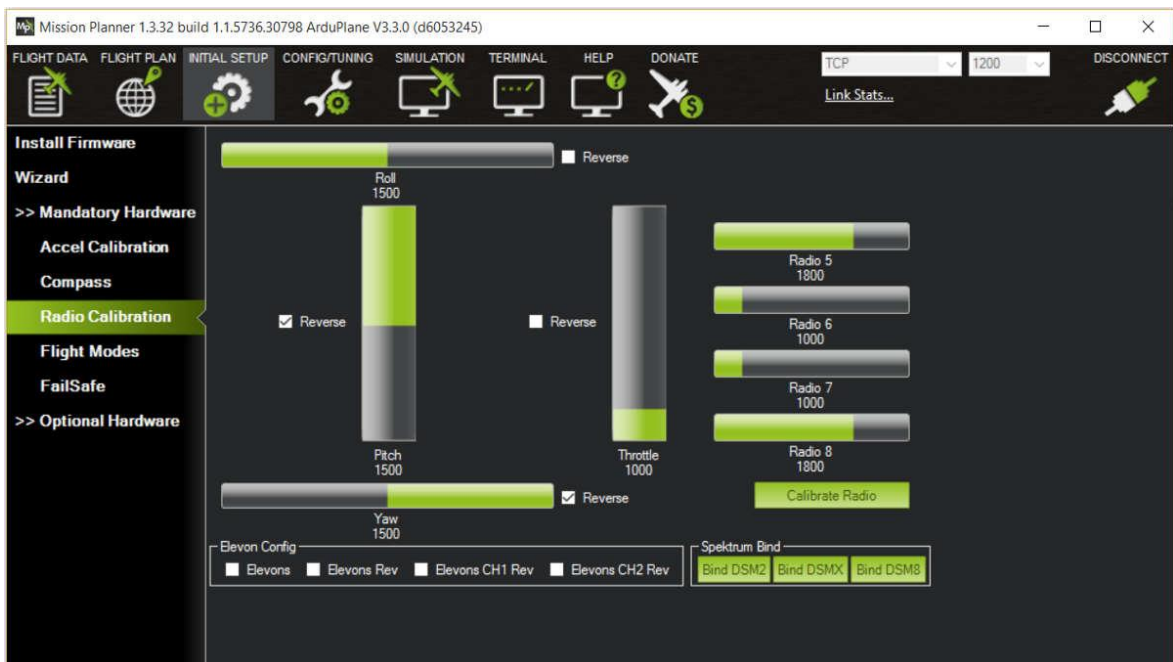 Mission Planner 1.3.32 build 1.1.5736.30798 ArduPlane V3.3.0 (d6053245)
FLIGHT DATA FLIGHT PLAN INITIAL SETUP CONFIG/TUNING SIMULATION TERMINAL HELP DONATE TCP 1200 DISCONNECT
Link Stats...
Install Firmware
Wizard
>> Mandatory Hardware
Accel Calibration
Compass
Radio Calibration
Flight Modes
FailSafe
>> Optional Hardware
Reverse
Roll
1500
Reverse
Pitch
1500
Reverse
Throttle
1000
Radio 5
1800
Radio 6
1000
Radio 7
1000
Radio 8
1800
Calibrate Radio
Reverse
Yaw
1500
Elevon Config
Elevons Elevons Rev Elevons CH1 Rev Elevons CH2 Rev
Spektrum Bind
Bind DSM2 Bind DSMX Bind DSM8